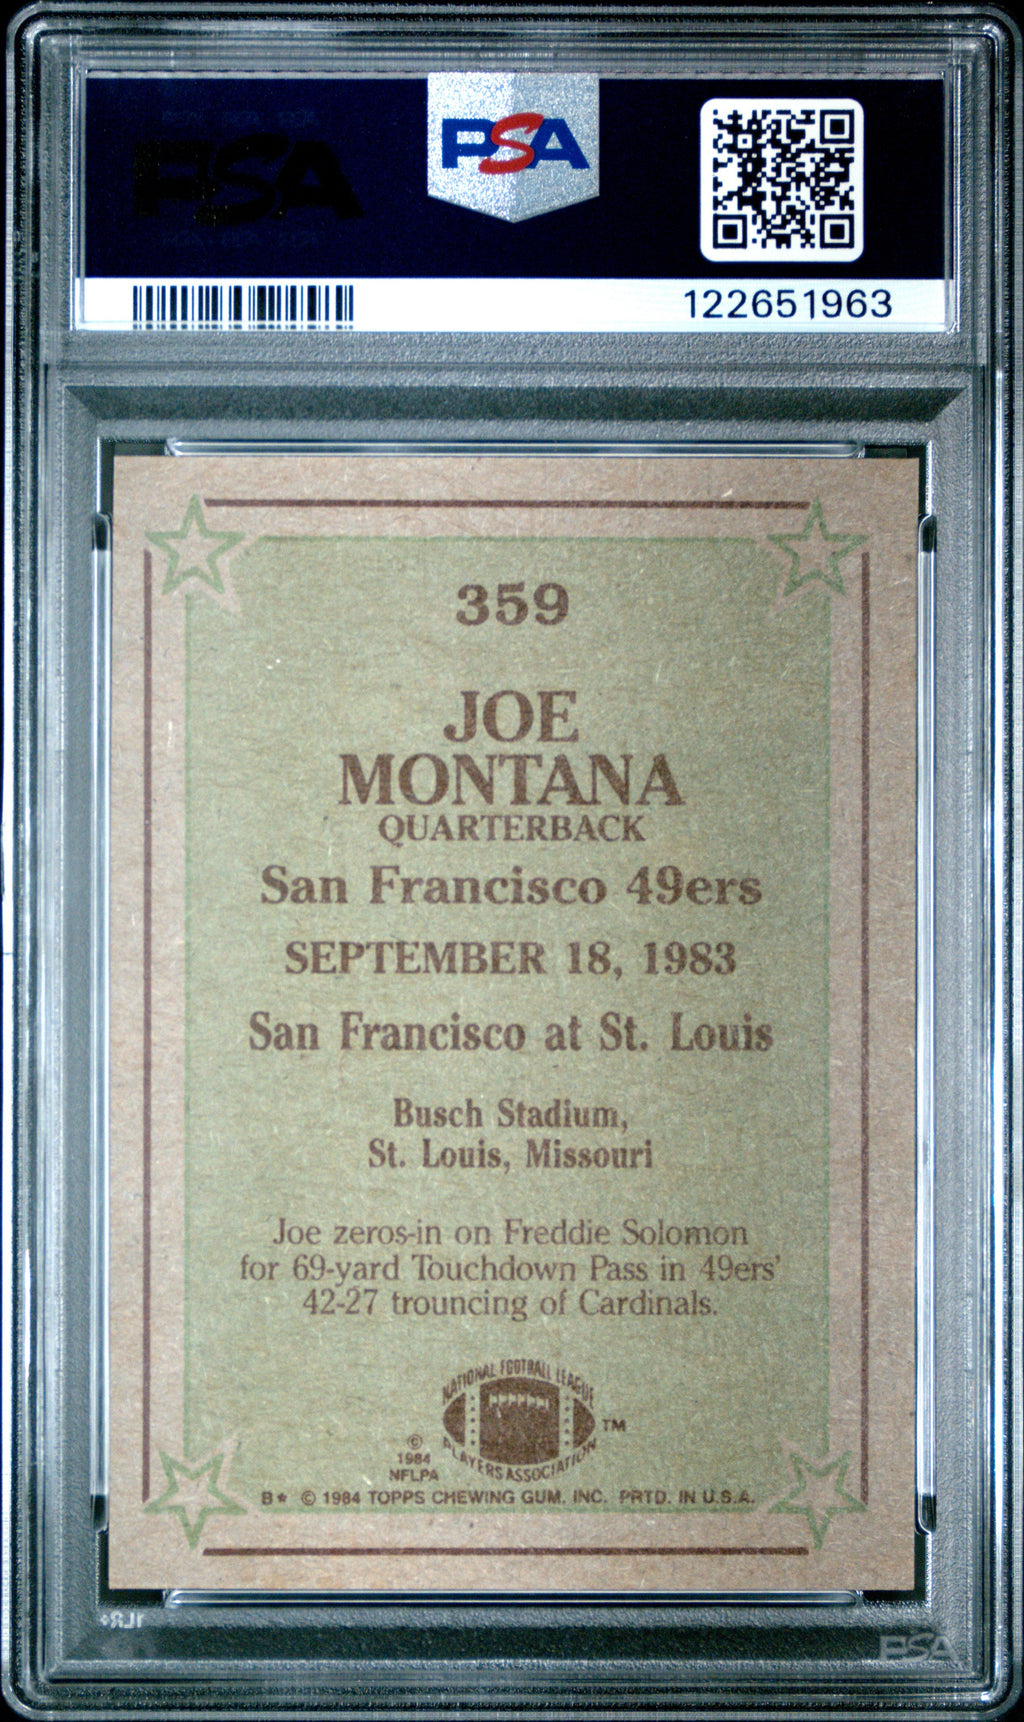 PSA
PSA
122651963
359
JOE
MONTANA
QUARTERBACK
San Francisco 49ers
SEPTEMBER 18, 1983
San Francisco at St. Louis
Busch Stadium,
St. Louis, Missouri
Joe zeros-in on Freddie Solomon
for 69-yard Touchdown Pass in 49ers'
42-27 trouncing of Cardinals.
NATIONAL FOOTBALL LEAGUE
PLAYERS ASSOCIATION
TM
©
1984
NFLPA
B* © 1984 TOPPS CHEWING GUM, INC. PRTD. IN U.S.A.
PSA